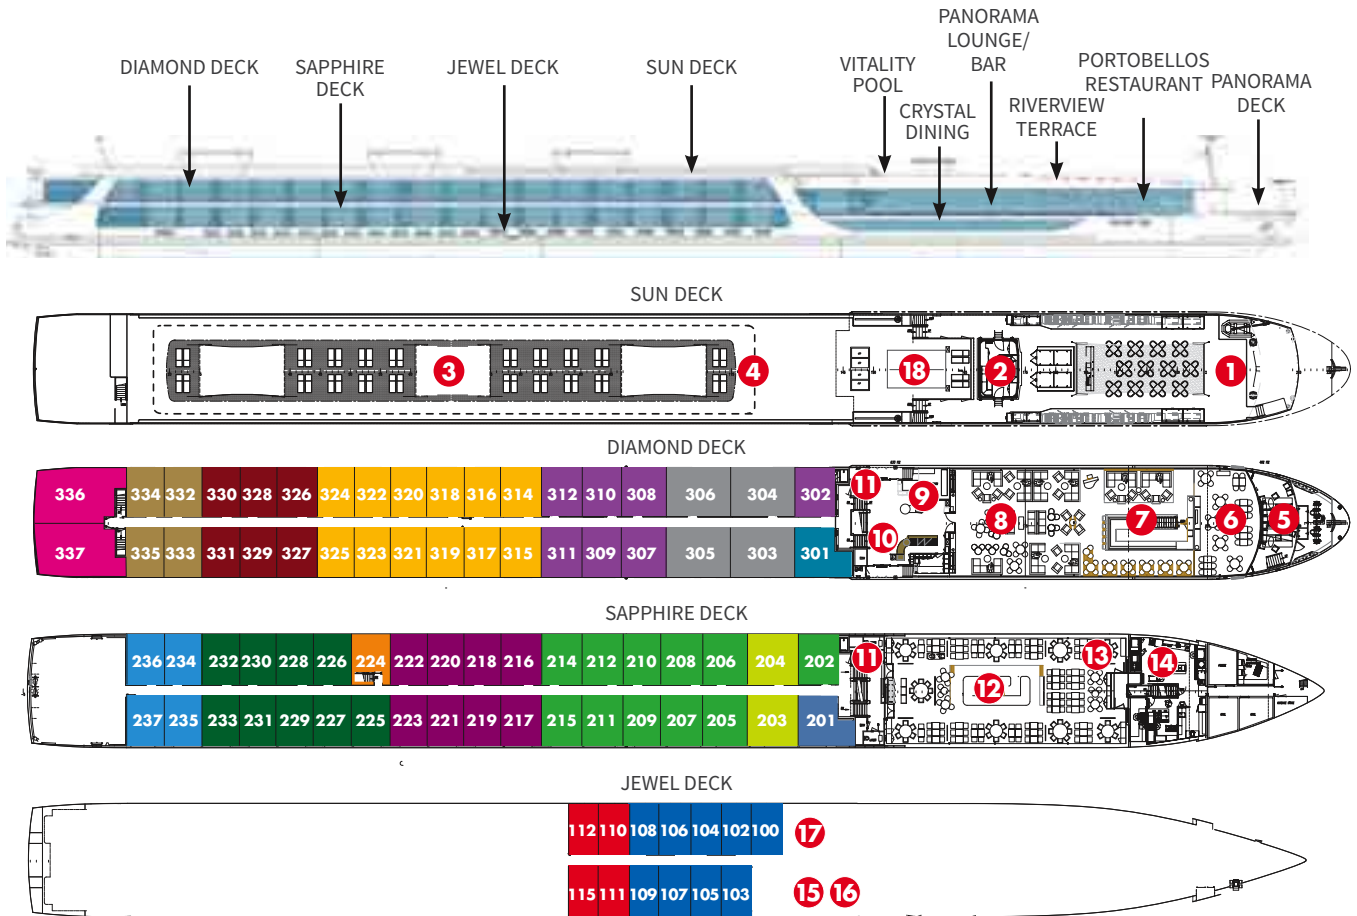 DIAMOND DECK
SAPPHIRE
DECK
JEWEL DECK
SUN DECK
VITALITY
POOL
CRYSTAL
DINING
PANORAMA
LOUNGE/
BAR
RIVERVIEW
TERRACE
PORTOBELLOS
RESTAURANT
PANORAMA
DECK
SUN DECK
3 4 18 2 1
DIAMOND DECK
336 334 332 330 328 326 324 322 320 318 316 314 312 310 308 306 304 302 11 9
8 7 6 5
10
337 335 333 331 329 327 325 323 321 319 317 315 311 309 307 305 303 301
SAPPHIRE DECK
236 234 232 230 228 226 224 222 220 218 216 214 212 210 208 206 204 202 11 13 14
12
237 235 233 231 229 227 225 223 221 219 217 215 211 209 207 205 203 201
JEWEL DECK
112 110 108 106 104 102 100 17
115 111 109 107 105 103 15 16